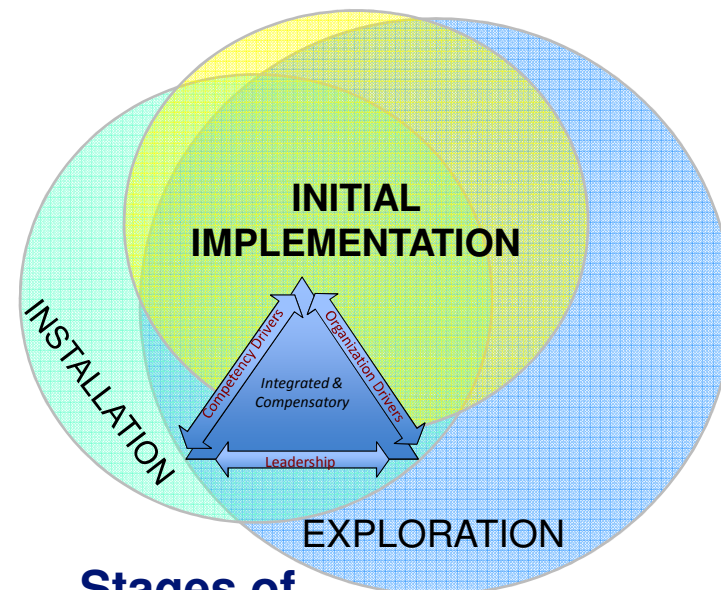 INITIAL
IMPLEMENTATION
INSTALLATION
Competency Drivers
Organization Drivers
Integrated &
Compensatory
Leadership
EXPLORATION
Stages of